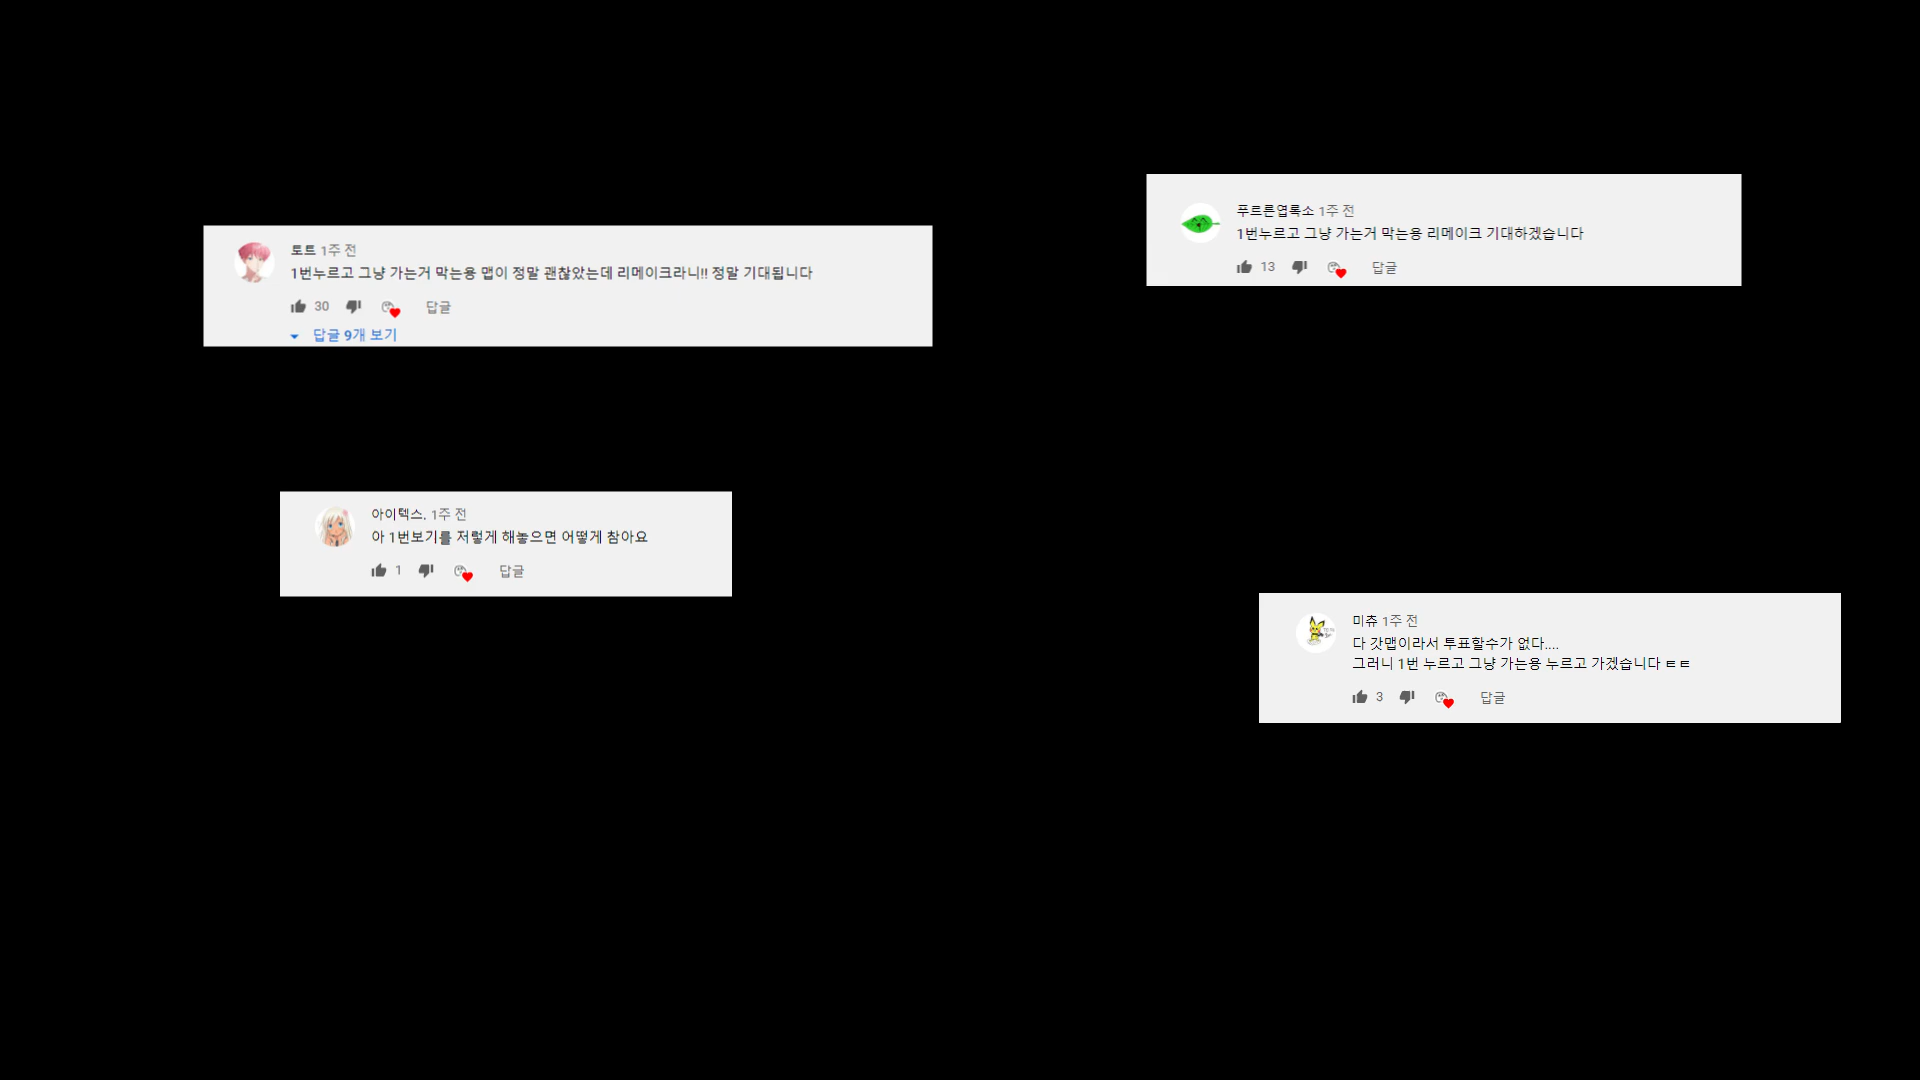 토트 1주 전
1번누르고 그냥 가는거 막는용 맵이 정말 괜찮았는데 리메이크라니!! 정말 기대됩니다
30 답글
답글 9개 보기
푸르른엽록소 1주 전
1번누르고 그냥 가는거 막는용 리메이크 기대하겠습니다
13 답글
아이텍스. 1주 전
아 1번보기를 저렇게 해놓으면 어떻게 참아요
1 답글
미츄 1주 전
다 갓맵이라서 투표할수가 없다....
그러니 1번 누르고 그냥 가는용 누르고 가겠습니다 ㅌㅌ
3 답글